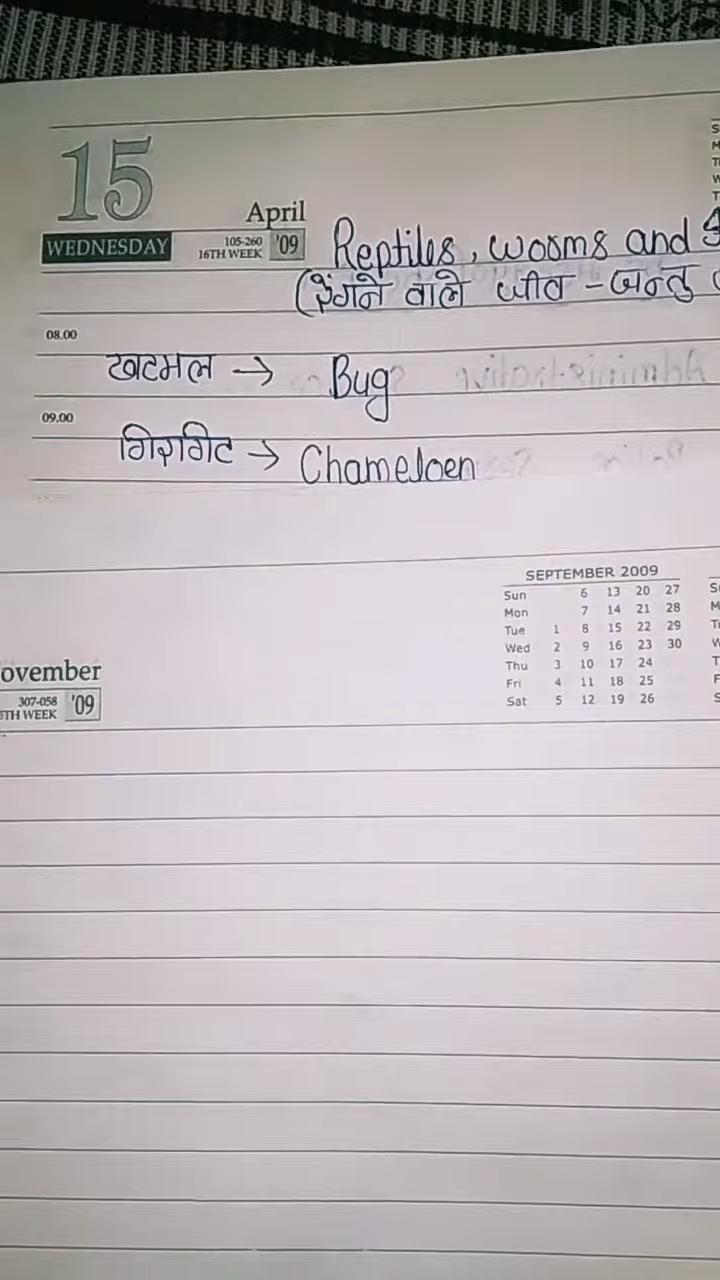 15
April
WEDNESDAY
105-260
16TH WEEK
'09
Reptiles, worms and
(रेंगने वाले जीव - जन्तु
08.00
खटमल → Bug
09.00
गिरगिट → Chameloen
SEPTEMBER 2009
Sun 6 13 20 27
Mon 7 14 21 28
Tue 1 8 15 22 29
Wed 2 9 16 23 30
Thu 3 10 17 24
Fri 4 11 18 25
Sat 5 12 19 26
ovember
307-058
TH WEEK
'09